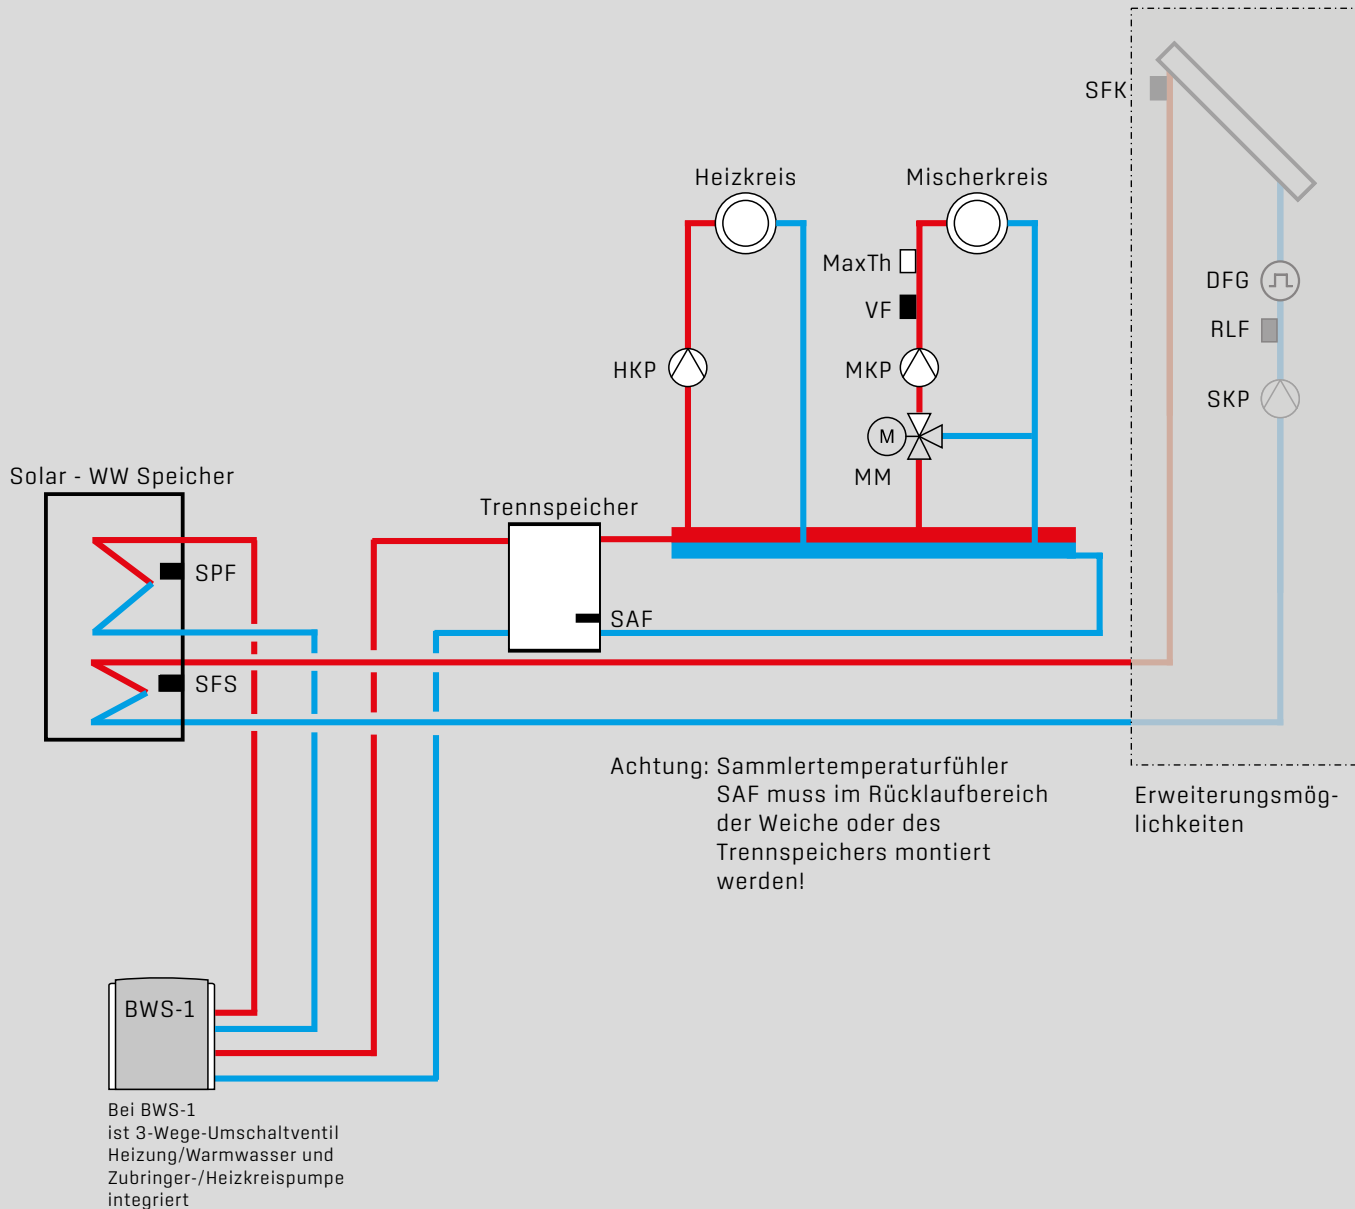 SFK
Heizkreis
Mischerkreis
MaxTh
VF
DFG
RLF
HKP
MKP
SKP
M
MM
Solar - WW Speicher
Trennspeicher
SPF
SAF
SFS
Achtung: Sammlertemperaturfühler
SAF muss im Rücklaufbereich
der Weiche oder des
Trennspeichers montiert
werden!
Erweiterungsmög-
lichkeiten
BWS-1
Bei BWS-1
ist 3-Wege-Umschaltventil
Heizung/Warmwasser und
Zubringer-/Heizkreispumpe
integriert